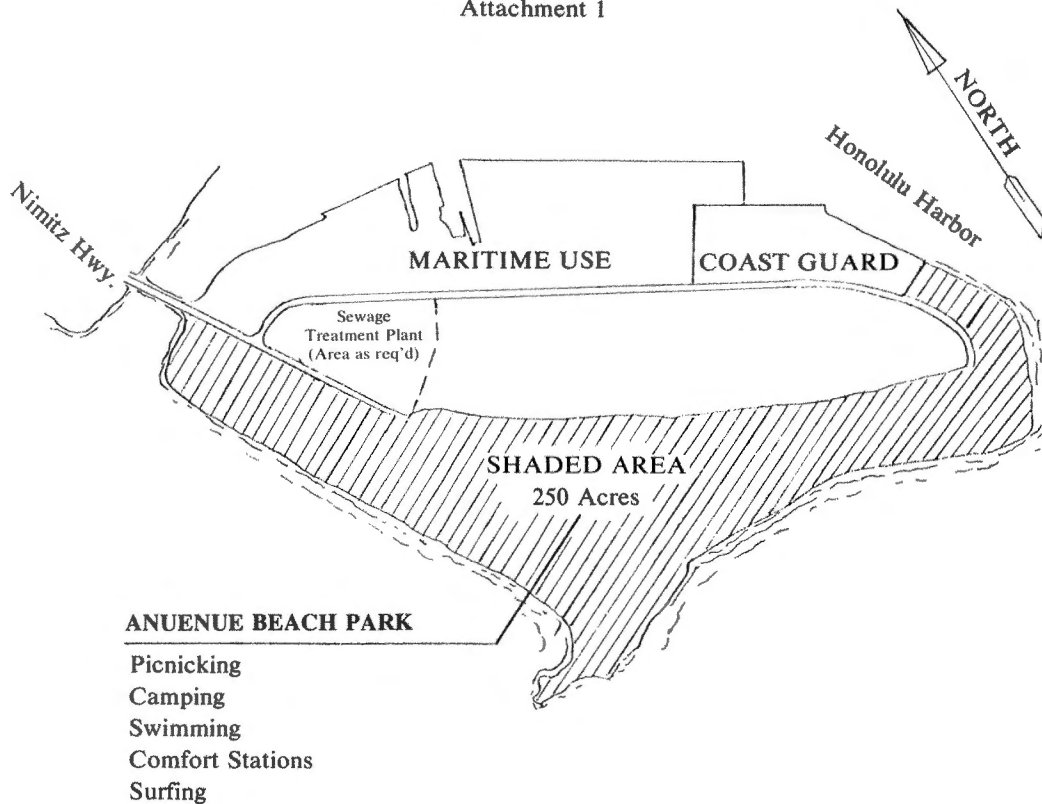 Attachment 1
NORTH
Honolulu Harbor
Nimitz Hwy.
MARITIME USE
COAST GUARD
Sewage
Treatment Plant
(Area as req'd)
SHADED AREA
250 Acres
ANUENUE BEACH PARK
Picnicking
Camping
Swimming
Comfort Stations
Surfing